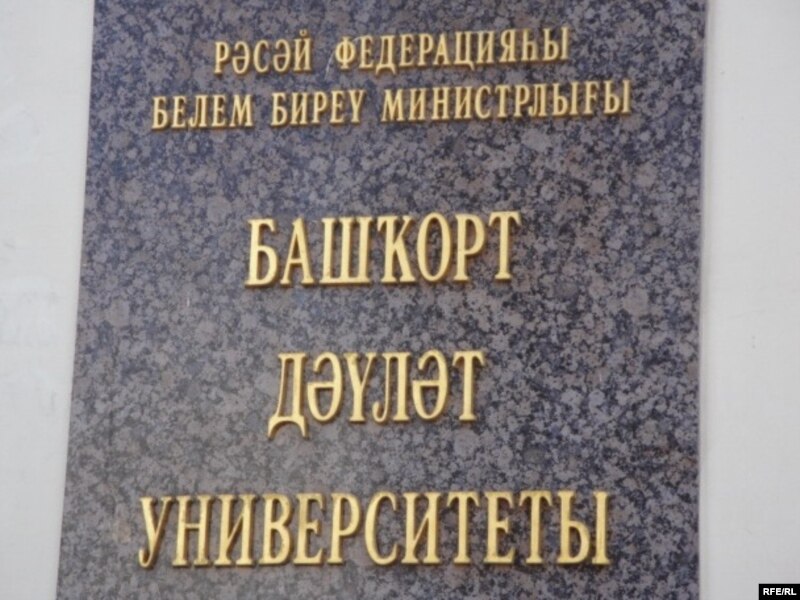 РӘСӘЙ ФЕДЕРАЦИЯҺЫ
БЕЛЕМ БИРЕҮ МИНИСТРЛЫҒЫ
БАШҠОРТ
ДӘҮЛӘТ
УНИВЕРСИТЕТЫ
RFE/RL